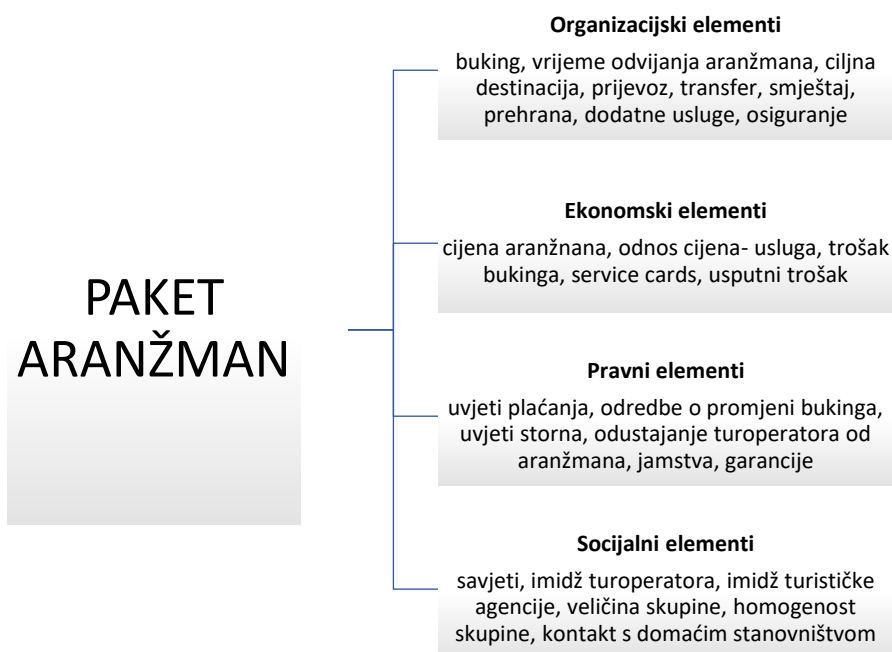 PAKET
ARANŽMAN
Organizacijski elementi
buking, vrijeme odvijanja aranžmana, ciljna
destinacija, prijevoz, transfer, smještaj,
prehrana, dodatne usluge, osiguranje
Ekonomski elementi
cijena aranžnana, odnos cijena- usluga, trošak
bukinga, service cards, usputni trošak
Pravni elementi
uvjeti plaćanja, odredbe o promjeni bukinga,
uvjeti storna, odustajanje turoperatora od
aranžmana, jamstva, garancije
Socijalni elementi
savjeti, imidž turoperatora, imidž turističke
agencije, veličina skupine, homogenost
skupine, kontakt s domaćim stanovništvom